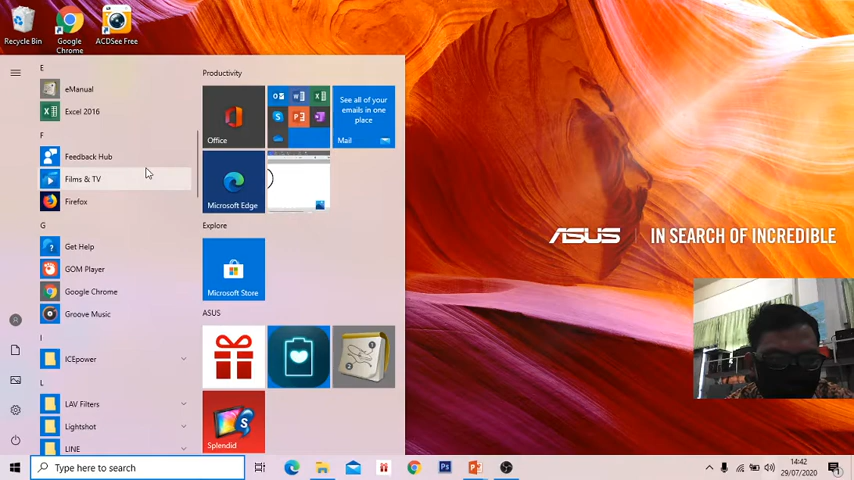 Recycle Bin
Google
Chrome
ACDSee Free
E
eManual
Excel 2016
F
Feedback Hub
Films & TV
Firefox
G
Get Help
GOM Player
Google Chrome
Groove Music
I
ICEpower
L
LAV Filters
Lightshot
LINE
Productivity
Office
See all of your
emails in one
place
Mail
Microsoft Edge
Explore
Microsoft Store
ASUS
Splendid
ASUS
IN SEARCH OF INCREDIBLE
Type here to search
14:42
29/07/2020